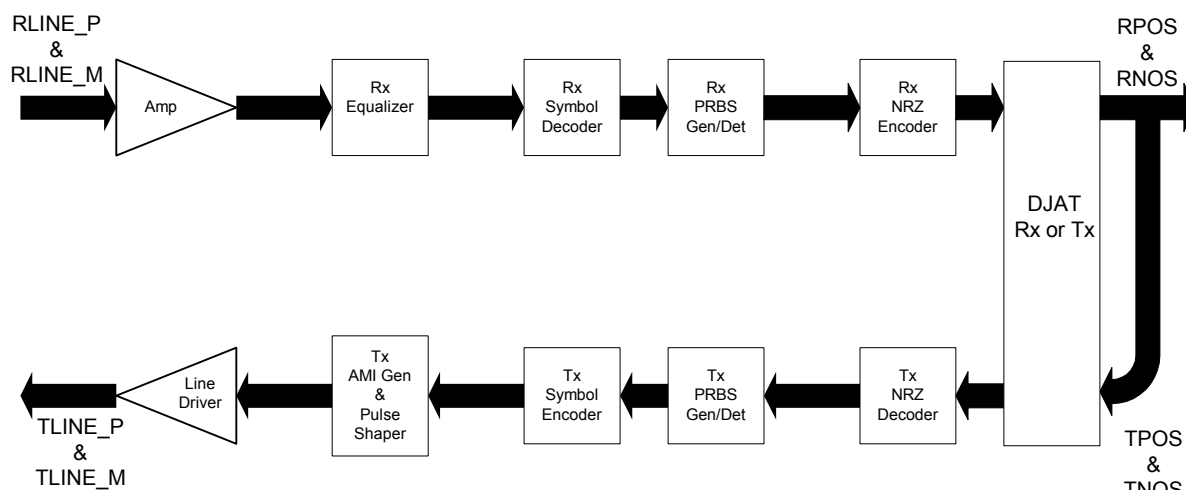 RLINE_P
&
RLINE_M
Amp
Rx
Equalizer
Rx
Symbol
Decoder
Rx
PRBS
Gen/Det
Rx
NRZ
Encoder
RPOS
&
RNOS
DJAT
Rx or Tx
Line
Driver
Tx
AMI Gen
&
Pulse
Shaper
Tx
Symbol
Encoder
Tx
PRBS
Gen/Det
Tx
NRZ
Decoder
TLINE_P
&
TLINE_M
TPOS
&
TNOS